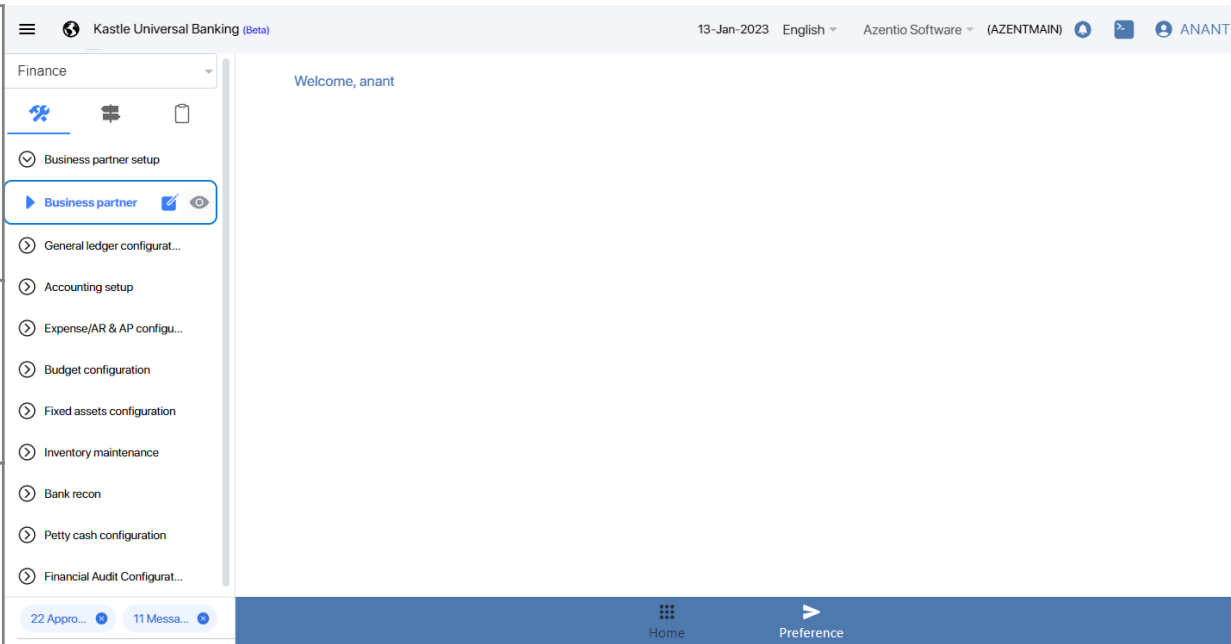 Kastle Universal Banking (Beta)
13-Jan-2023 English Azentio Software (AZENTMAIN) ANANT
Finance
Welcome, anant
Business partner setup
Business partner
General ledger configurat...
Accounting setup
Expense/AR & AP configu...
Budget configuration
Fixed assets configuration
Inventory maintenance
Bank recon
Petty cash configuration
Financial Audit Configurat...
22 Appro... 11 Messa...
Home Preference